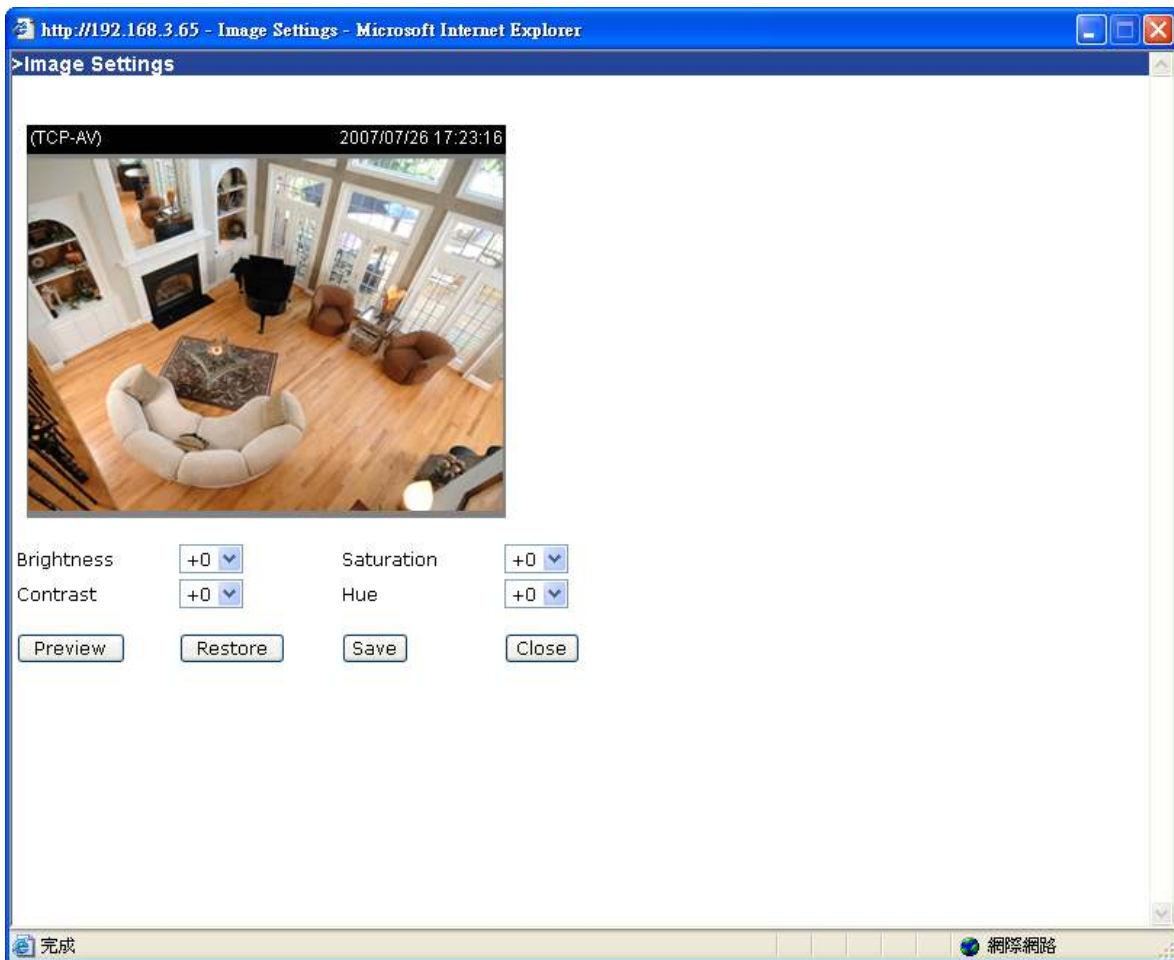 http://192.168.3.65 - Image Settings - Microsoft Internet Explorer
>Image Settings
(TCP-AV) 2007/07/26 17:23:16
Brightness +0 Saturation +0
Contrast +0 Hue +0
Preview Restore Save Close
完成 網際網路